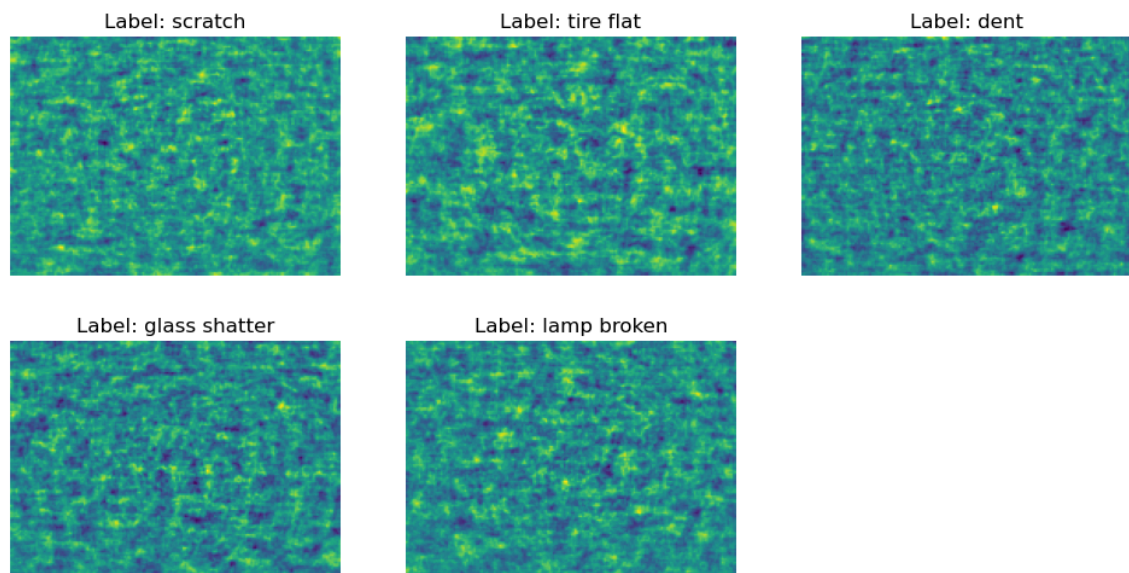 Label: scratch
Label: tire flat
Label: dent
Label: glass shatter
Label: lamp broken